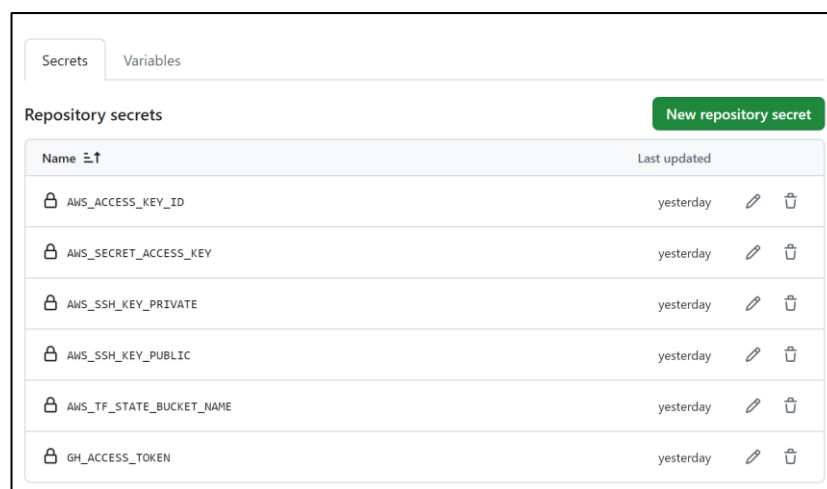 Secrets Variables
Repository secrets New repository secret
Name Last updated
AWS_ACCESS_KEY_ID yesterday
AWS_SECRET_ACCESS_KEY yesterday
AWS_SSH_KEY_PRIVATE yesterday
AWS_SSH_KEY_PUBLIC yesterday
AWS_TF_STATE_BUCKET_NAME yesterday
GH_ACCESS_TOKEN yesterday